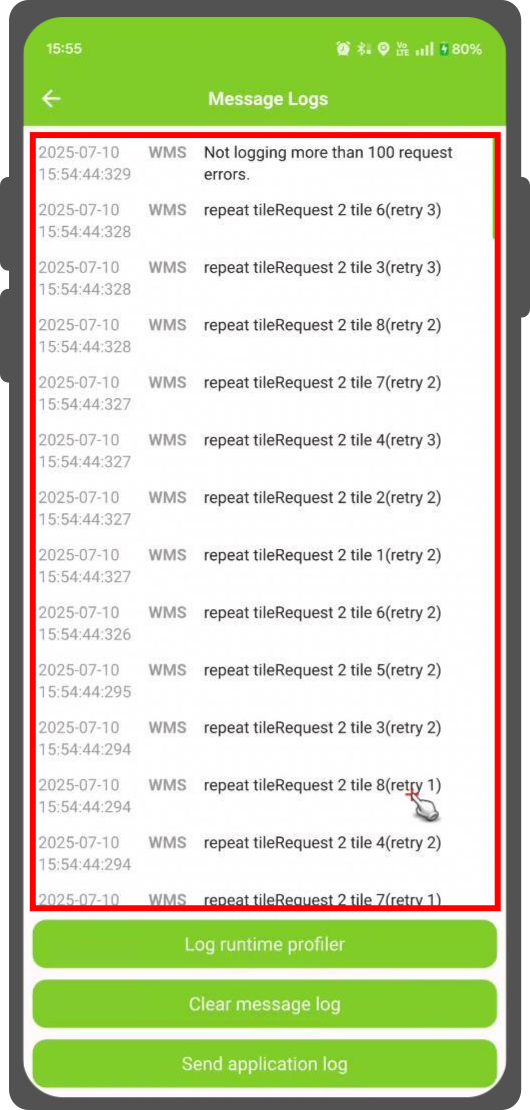 15:55
Vo
LTE
80%
Message Logs
2025-07-10 WMS Not logging more than 100 request
15:54:44:329 errors.
2025-07-10 WMS repeat tileRequest 2 tile 6(retry 3)
15:54:44:328
2025-07-10 WMS repeat tileRequest 2 tile 3(retry 3)
15:54:44:328
2025-07-10 WMS repeat tileRequest 2 tile 8(retry 2)
15:54:44:328
2025-07-10 WMS repeat tileRequest 2 tile 7(retry 2)
15:54:44:327
2025-07-10 WMS repeat tileRequest 2 tile 4(retry 3)
15:54:44:327
2025-07-10 WMS repeat tileRequest 2 tile 2(retry 2)
15:54:44:327
2025-07-10 WMS repeat tileRequest 2 tile 1(retry 2)
15:54:44:327
2025-07-10 WMS repeat tileRequest 2 tile 6(retry 2)
15:54:44:326
2025-07-10 WMS repeat tileRequest 2 tile 5(retry 2)
15:54:44:295
2025-07-10 WMS repeat tileRequest 2 tile 3(retry 2)
15:54:44:294
2025-07-10 WMS repeat tileRequest 2 tile 8(retry 1)
15:54:44:294
2025-07-10 WMS repeat tileRequest 2 tile 4(retry 2)
15:54:44:294
2025-07-10 WMS repeat tileRequest 2 tile 7(retry 1)
Log runtime profiler
Clear message log
Send application log